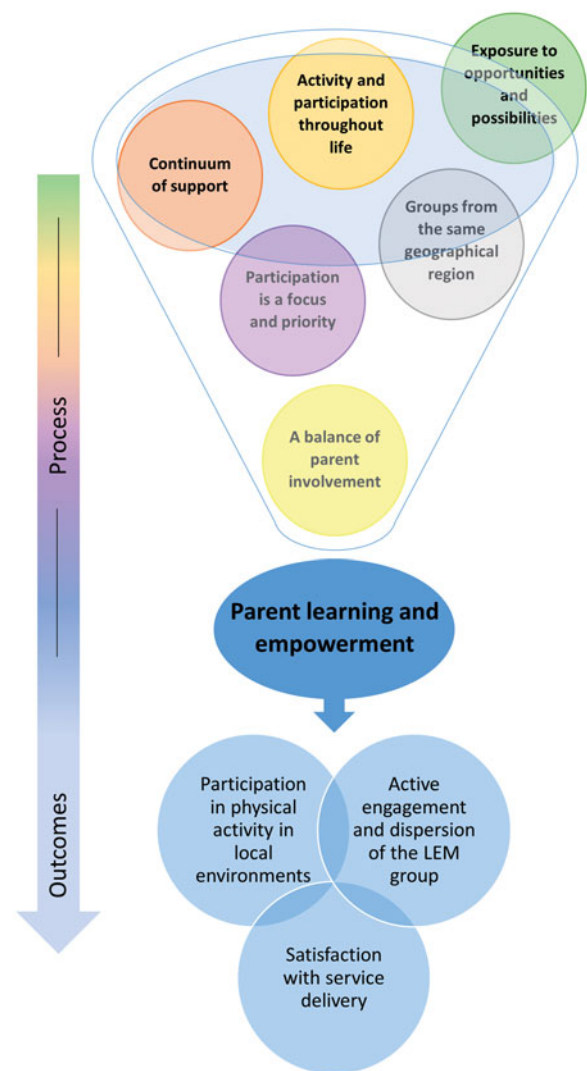 Exposure to
opportunities
and
possibilities
Activity and
participation
throughout
life
Continuum
of support
Groups from
the same
geographical
region
Participation
is a focus
and priority
A balance of
parent
involvement
Process
Parent learning and
empowerment
Participation
in physical
activity in
local
environments
Active
engagement
and dispersion
of the LEM
group
Outcomes
Satisfaction
with service
delivery